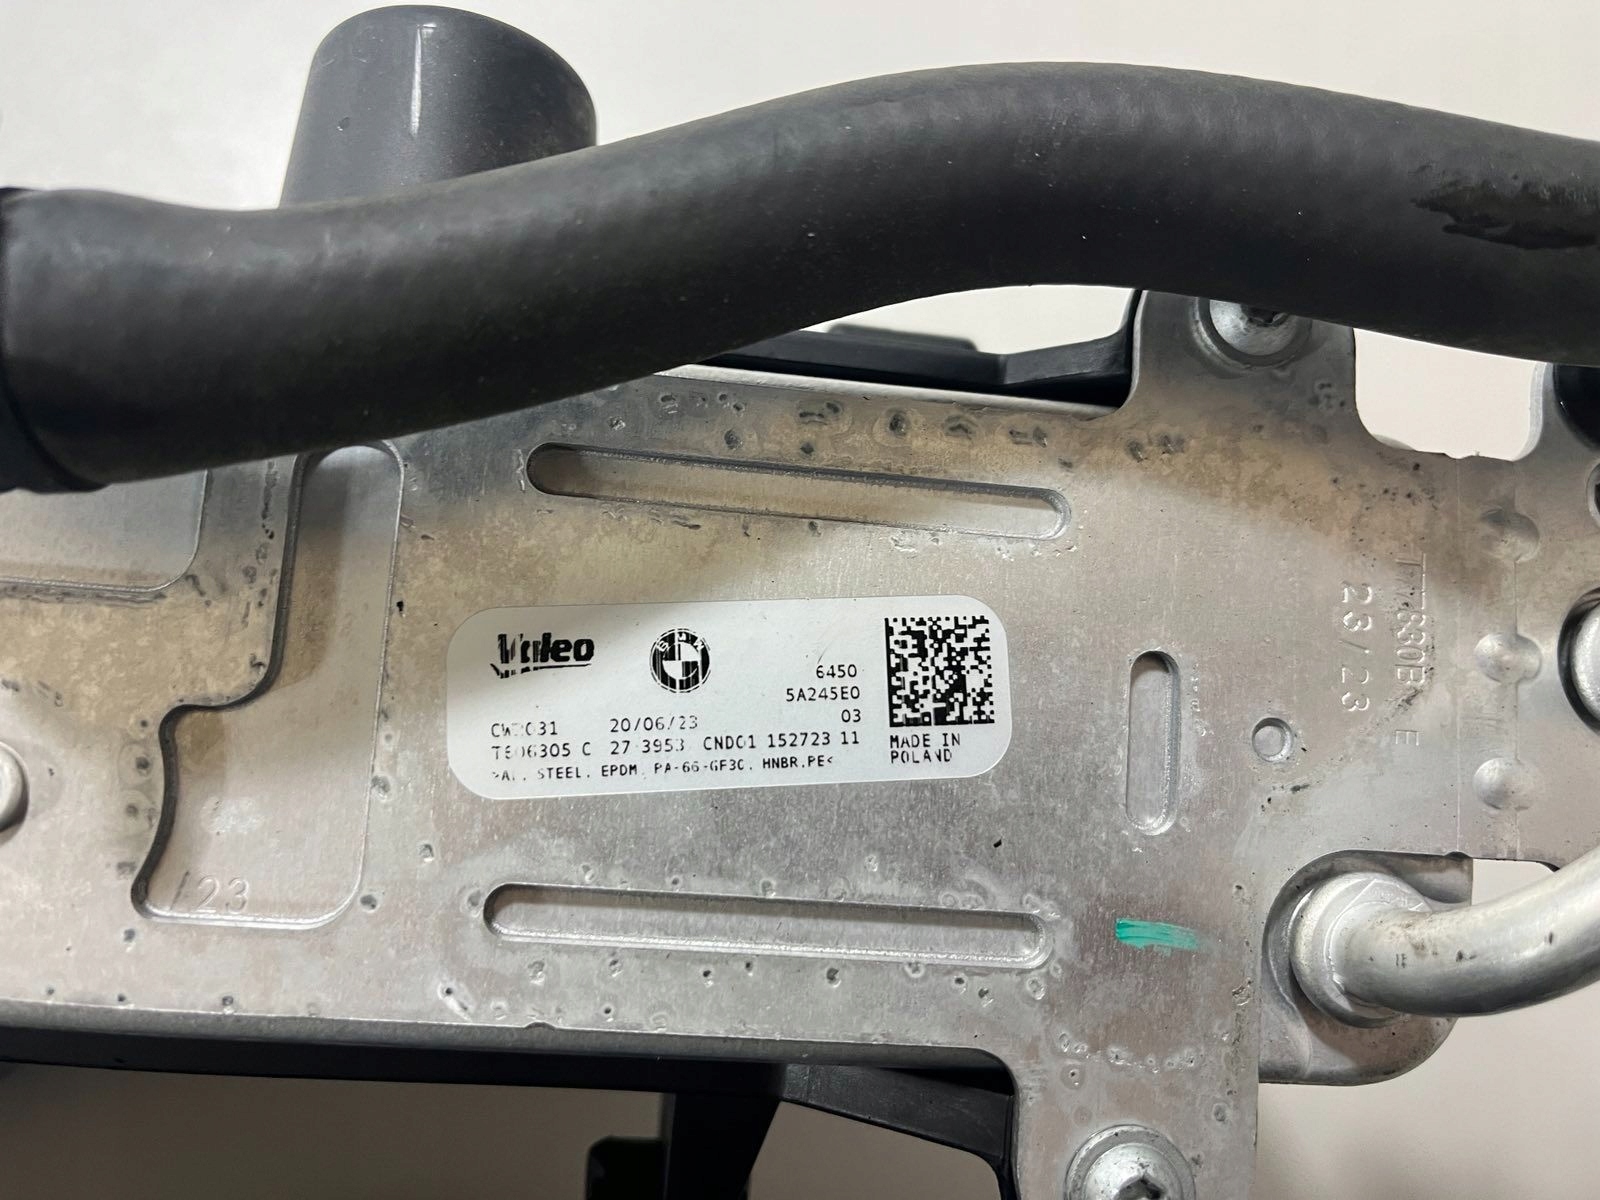 Valeo
BMW
6450
5A245E0
03
20/06/23
C 27 3953 CND01 152723 11
STEEL. EPDM. PA-66-GF30. HNBR.PE<
MADE IN
POLAND
23/23
/23